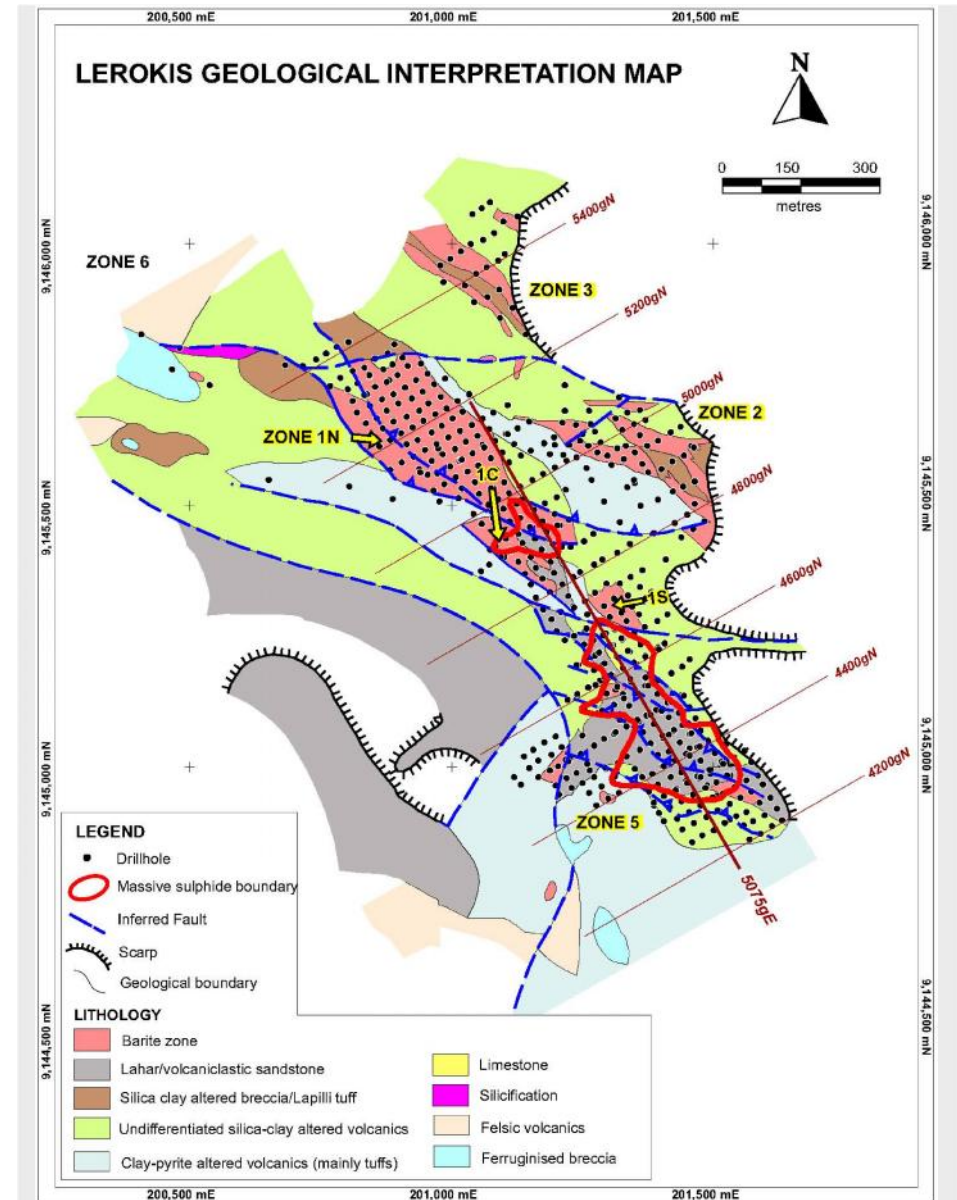 200,500 mE
201,000 mE
201,500 mE
LEROKIS GEOLOGICAL INTERPRETATION MAP
N
0 150 300
metres
9,146,000 mN
9,146,000 mN
5400gN
ZONE 6
ZONE 3
5200gN
5000gN
ZONE 2
ZONE 1N
1C
4800gN
9,145,500 mN
9,145,500 mN
4600gN
1S
4400gN
9,145,000 mN
9,145,000 mN
4200gN
ZONE 5
5075gE
LEGEND
Drillhole
Massive sulphide boundary
Inferred Fault
Scarp
Geological boundary
9,144,500 mN
9,144,500 mN
LITHOLOGY
Barite zone
Lahar/volcaniclastic sandstone
Silica clay altered breccia/Lapilli tuff
Undifferentiated silica-clay altered volcanics
Clay-pyrite altered volcanics (mainly tuffs)
Limestone
Silicification
Felsic volcanics
Ferruginised breccia
200,500 mE
201,000 mE
201,500 mE